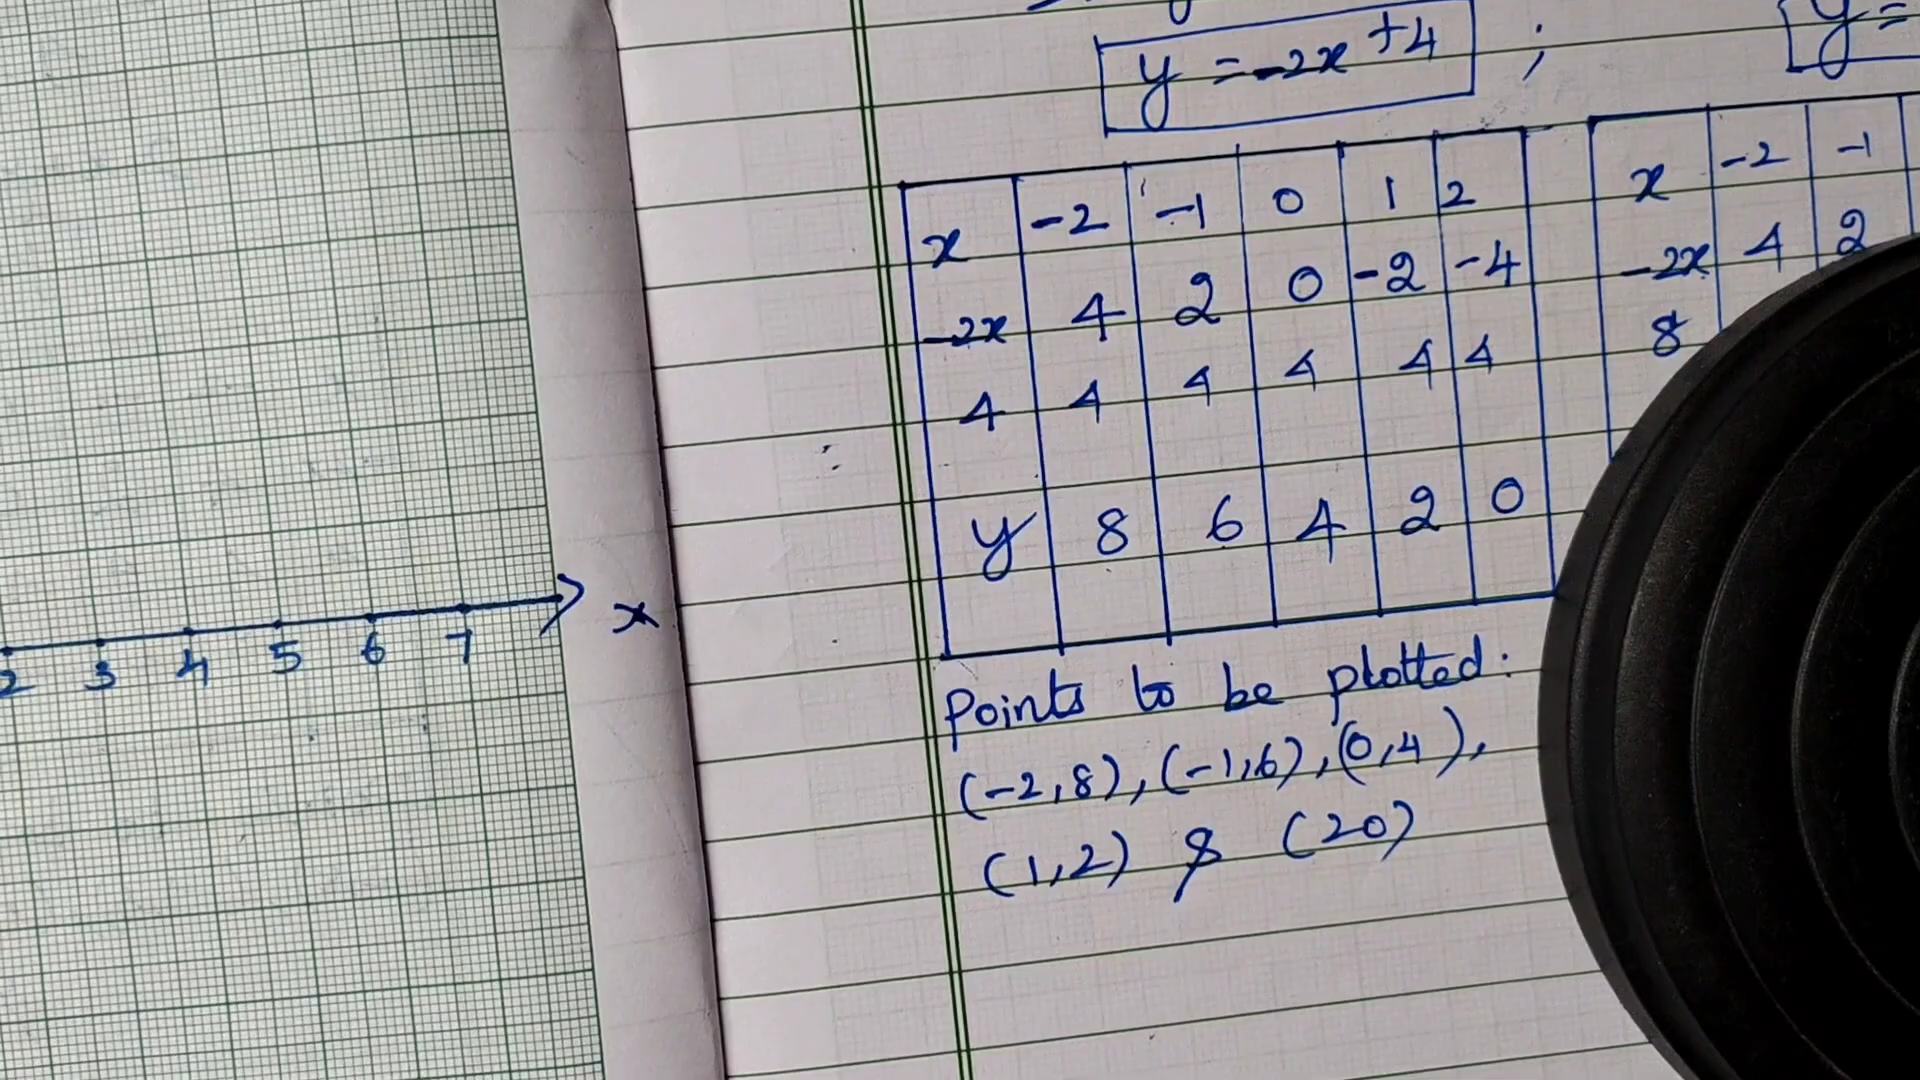 y = -2x + 4 ; y =
x -2 -1 0 1 2
-2x 4 2 0 -2 -4
4 4 4 4 4 4
y 8 6 4 2 0
x -2 -1
-2x 4 2
8
Points to be plotted:
(-2,8), (-1,6), (0,4),
(1,2) & (20)
2 3 4 5 6 7 x